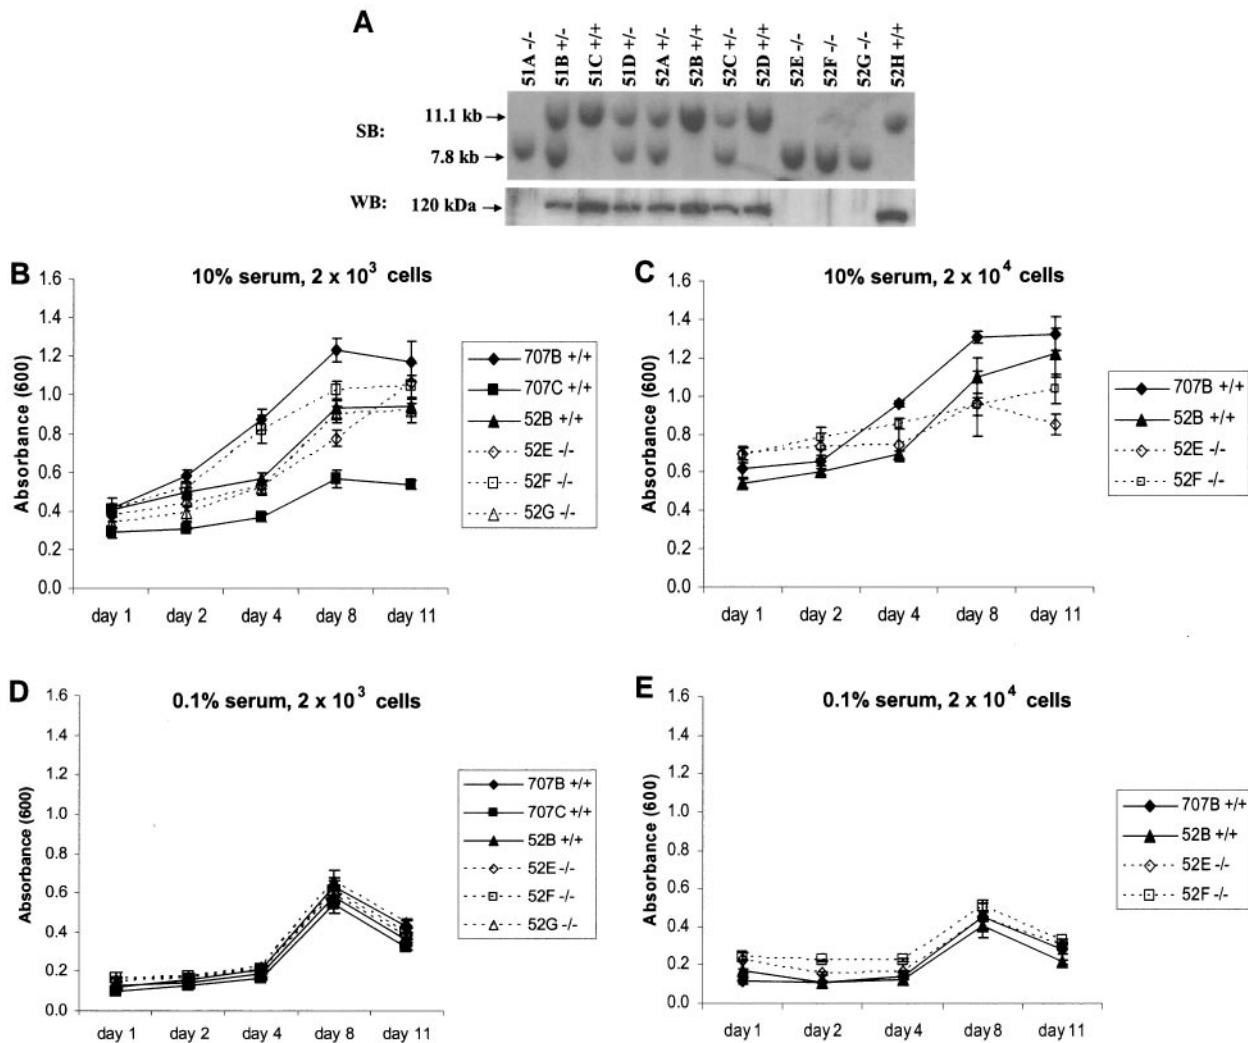 A
51A -/-
51B +/-
51C +/+
51D +/-
52A +/-
52B +/+
52C +/-
52D +/+
52E -/-
52F -/-
52G -/-
52H +/+
SB:
11.1 kb
7.8 kb
WB:
120 kDa
B
10% serum, 2 x 10³ cells
Absorbance (600)
1.6
1.4
1.2
1.0
0.8
0.6
0.4
0.2
0.0
day 1 day 2 day 4 day 8 day 11
707B +/+
707C +/+
52B +/+
52E -/-
52F -/-
52G -/-
C
10% serum, 2 x 10⁴ cells
Absorbance (600)
1.6
1.4
1.2
1.0
0.8
0.6
0.4
0.2
0.0
day 1 day 2 day 4 day 8 day 11
707B +/+
52B +/+
52E -/-
52F -/-
D
0.1% serum, 2 x 10³ cells
Absorbance (600)
1.6
1.4
1.2
1.0
0.8
0.6
0.4
0.2
0.0
day 1 day 2 day 4 day 8 day 11
707B +/+
707C +/+
52B +/+
52E -/-
52F -/-
52G -/-
E
0.1% serum, 2 x 10⁴ cells
Absorbance (600)
1.6
1.4
1.2
1.0
0.8
0.6
0.4
0.2
0.0
day 1 day 2 day 4 day 8 day 11
707B +/+
52B +/+
52E -/-
52F -/-